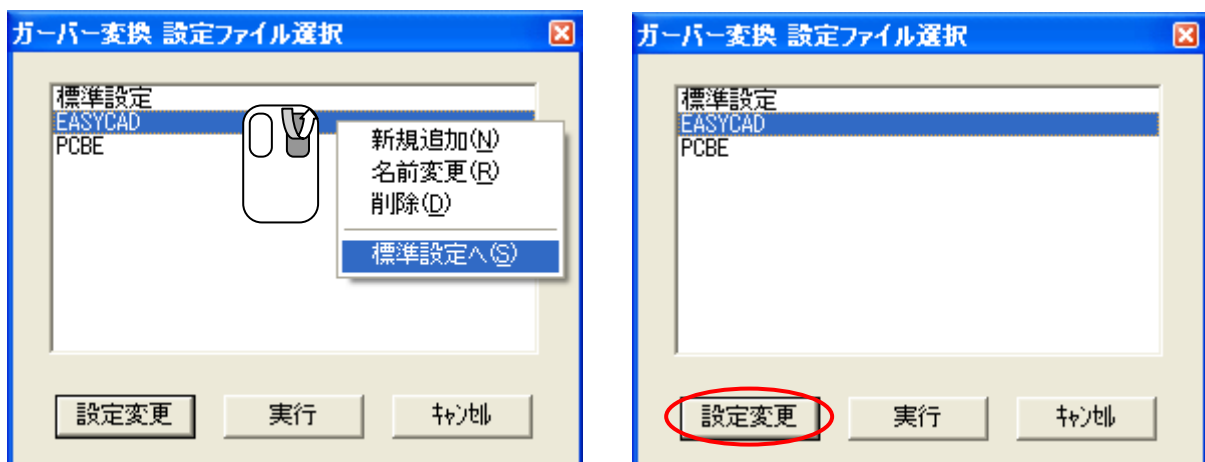 ガーバー変換 設定ファイル選択
標準設定
EASYCAD
PCBE
新規追加(N)
名前変更(R)
削除(D)
標準設定へ(S)
設定変更
実行
ｷｬﾝｾﾙ
ガーバー変換 設定ファイル選択
標準設定
EASYCAD
PCBE
設定変更
実行
ｷｬﾝｾﾙ